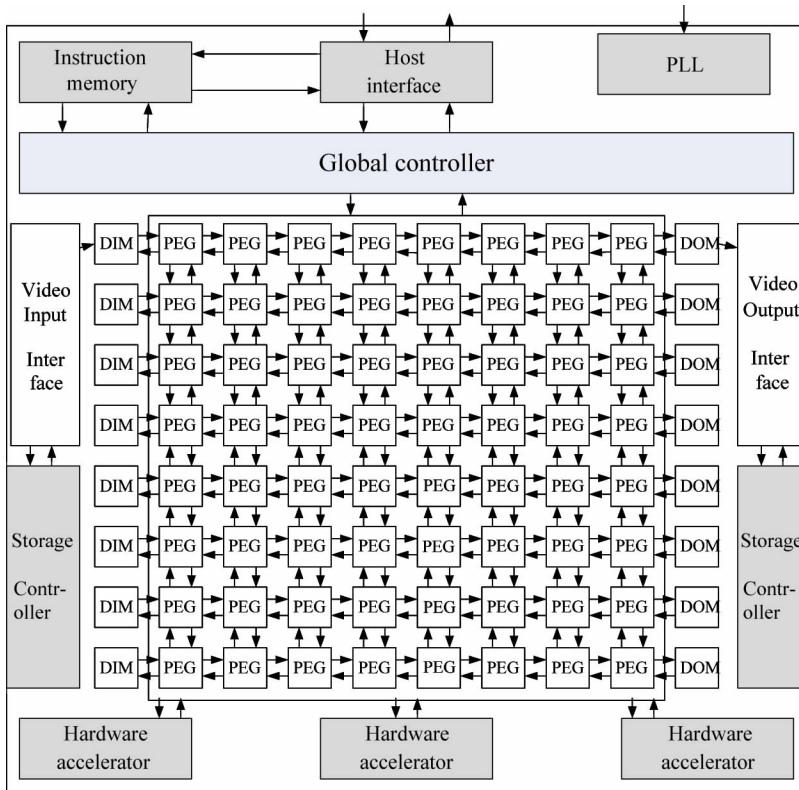 Instruction
memory
Host
interface
PLL
Global controller
Video
Input
Inter
face
DIM PEG PEG PEG PEG PEG PEG PEG PEG DOM
DIM PEG PEG PEG PEG PEG PEG PEG PEG DOM
DIM PEG PEG PEG PEG PEG PEG PEG PEG DOM
DIM PEG PEG PEG PEG PEG PEG PEG PEG DOM
DIM PEG PEG PEG PEG PEG PEG PEG PEG DOM
DIM PEG PEG PEG PEG PEG PEG PEG PEG DOM
DIM PEG PEG PEG PEG PEG PEG PEG PEG DOM
DIM PEG PEG PEG PEG PEG PEG PEG PEG DOM
Video
Output
Inter
face
Storage
Contr-
oller
Storage
Contr-
oller
Hardware
accelerator
Hardware
accelerator
Hardware
accelerator